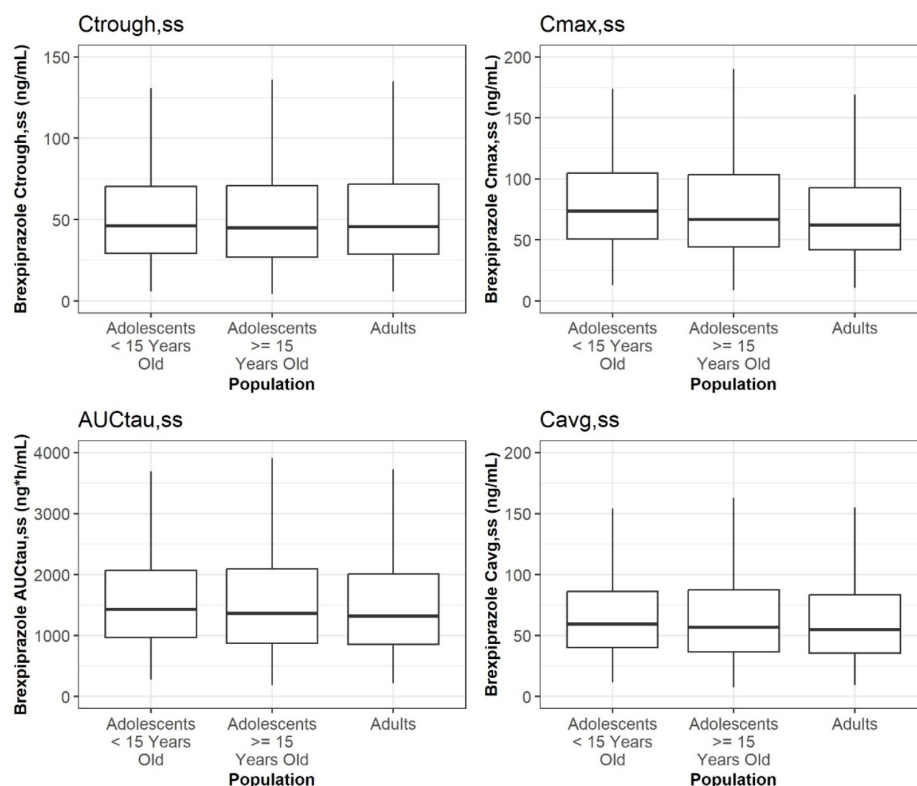 Ctrough,ss
Brexpiprazole Ctrough,ss (ng/mL)
150
100
50
0
Adolescents
< 15 Years
Old
Adolescents
>= 15
Years Old
Adults
Population
Cmax,ss
Brexpiprazole Cmax,ss (ng/mL)
200
150
100
50
0
Adolescents
< 15 Years
Old
Adolescents
>= 15
Years Old
Adults
Population
AUCtau,ss
Brexpiprazole AUCtau,ss (ng*h/mL)
4000
3000
2000
1000
0
Adolescents
< 15 Years
Old
Adolescents
>= 15
Years Old
Adults
Population
Cavg,ss
Brexpiprazole Cavg,ss (ng/mL)
200
150
100
50
0
Adolescents
< 15 Years
Old
Adolescents
>= 15
Years Old
Adults
Population